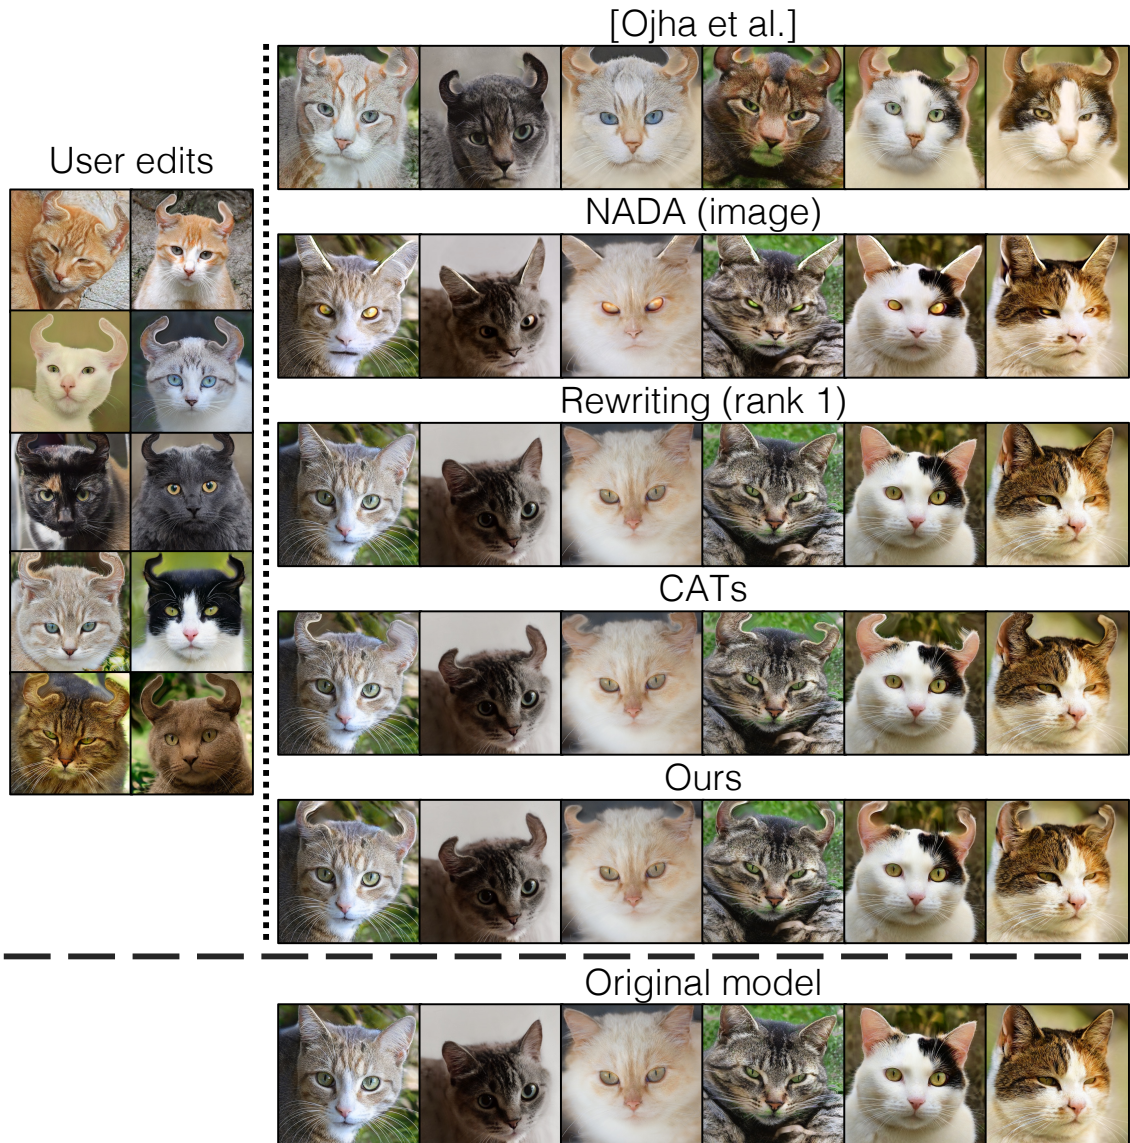 [Ojha et al.]
User edits
NADA (image)
Rewriting (rank 1)
CATs
Ours
Original model